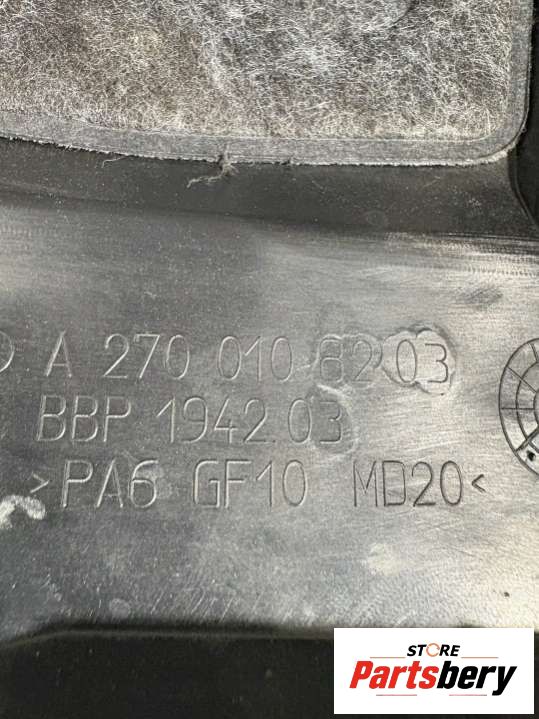 A 270 010 82 03
BBP 1942.03
>PA6 GF10 MD20<
STORE
Partsbery